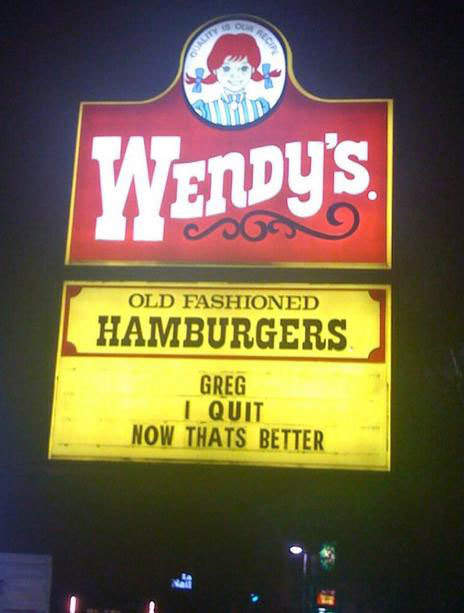 QUALITY IS OUR RECIPE
WENDY'S.
OLD FASHIONED
HAMBURGERS
GREG
I QUIT
NOW THATS BETTER